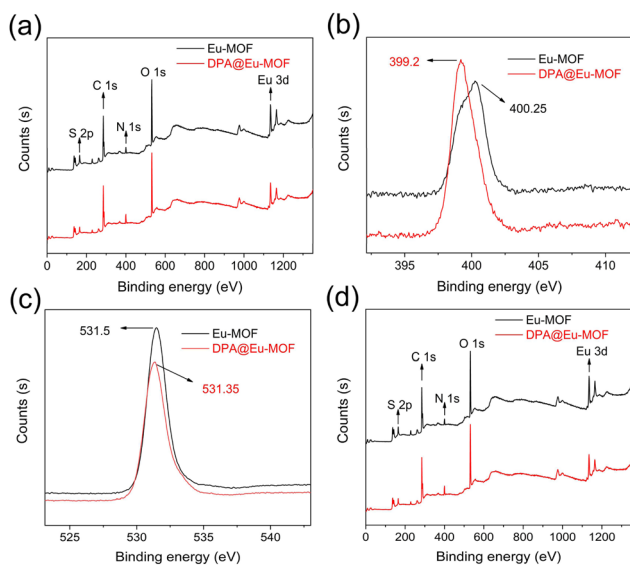 (a)
Eu-MOF
DPA@Eu-MOF
O 1s
C 1s
Eu 3d
S 2p
N 1s
Counts (s)
0 200 400 600 800 1000 1200
Binding energy (eV)
(b)
Eu-MOF
DPA@Eu-MOF
399.2
400.25
Counts (s)
395 400 405 410
Binding energy (eV)
(c)
531.5
Eu-MOF
DPA@Eu-MOF
531.35
Counts (s)
525 530 535 540
Binding energy (eV)
(d)
Eu-MOF
DPA@Eu-MOF
O 1s
C 1s
Eu 3d
S 2p
N 1s
Counts (s)
0 200 400 600 800 1000 1200
Binding energy (eV)